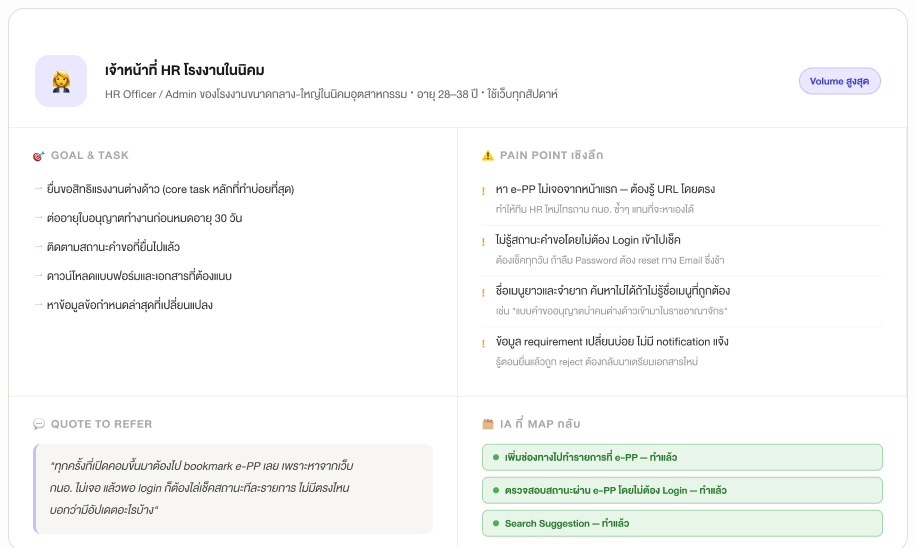 เจ้าหน้าที่ HR โรงงานในนิคม
HR Officer / Admin ของโรงงานขนาดกลาง-ใหญ่ในนิคมอุตสาหกรรม • อายุ 28–38 ปี • ใช้เว็บทุกสัปดาห์
Volume สูงสุด
GOAL & TASK
→ ยื่นขอสิทธิแรงงานต่างด้าว (core task หลักที่ทำบ่อยที่สุด)
→ ต่ออายุใบอนุญาตทำงานก่อนหมดอายุ 30 วัน
→ ติดตามสถานะคำขอที่ยื่นไปแล้ว
→ ดาวน์โหลดแบบฟอร์มและเอกสารที่ต้องแนบ
→ หาข้อมูลข้อกำหนดล่าสุดที่เปลี่ยนแปลง
PAIN POINT เชิงลึก
! หา e-PP ไม่เจอจากหน้าแรก — ต้องรู้ URL โดยตรง
ทำให้ทีม HR ใหม่โทรถาม กนอ. ซ้ำๆ แทนที่จะหาเองได้
! ไม่รู้สถานะคำขอโดยไม่ต้อง Login เข้าไปเช็ค
ต้องเช็คทุกวัน ถ้าลืม Password ต้อง reset ทาง Email ซึ่งช้า
! ชื่อเมนูยาวและจำยาก ค้นหาไม่ได้ถ้าไม่รู้ชื่อเมนูที่ถูกต้อง
เช่น "แบบคำขออนุญาตนำคนต่างด้าวเข้ามาในราชอาณาจักร"
! ข้อมูล requirement เปลี่ยนบ่อย ไม่มี notification แจ้ง
รู้ตอนยื่นแล้วถูก reject ต้องกลับมาเตรียมเอกสารใหม่
QUOTE TO REFER
"ทุกครั้งที่เปิดคอมขึ้นมาต้องไป bookmark e-PP เลย เพราะหาจากเว็บ
กนอ. ไม่เจอ แล้วพอ login ก็ต้องไล่เช็คสถานะทีละรายการ ไม่มีตรงไหน
บอกว่ามีอัปเดตอะไรบ้าง"
IA ที่ MAP กลับ
เพิ่มช่องทางไปทำรายการที่ e-PP — ทำแล้ว
ตรวจสอบสถานะผ่าน e-PP โดยไม่ต้อง Login — ทำแล้ว
Search Suggestion — ทำแล้ว